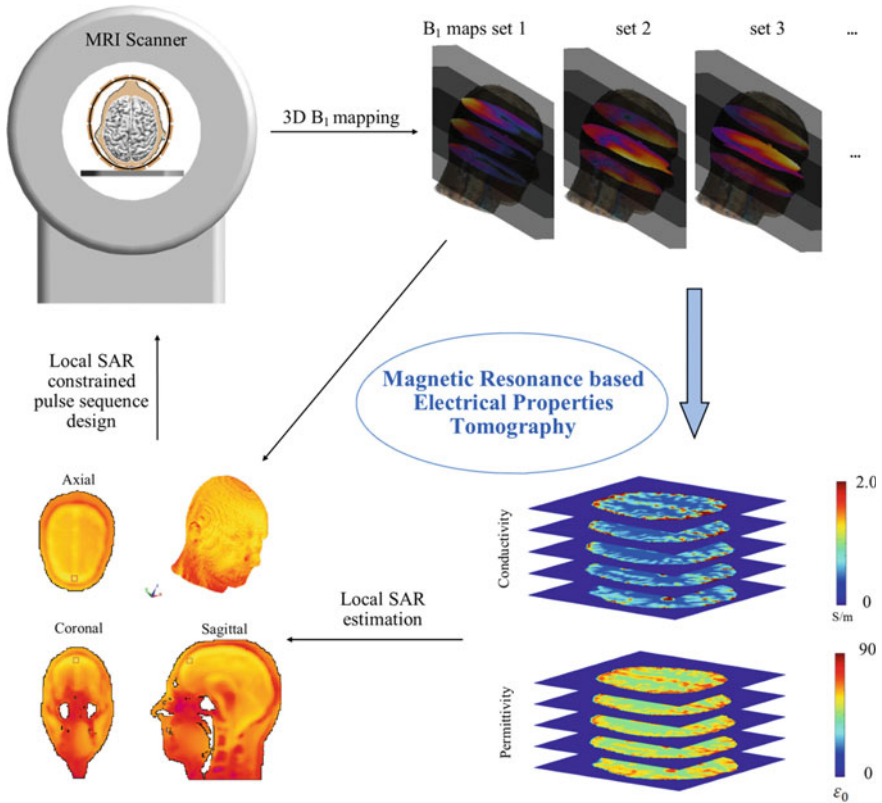 MRI Scanner
B₁ maps set 1
set 2
set 3
...
3D B₁ mapping
...
Local SAR
constrained
pulse sequence
design
Magnetic Resonance based
Electrical Properties
Tomography
Axial
Coronal
Sagittal
Local SAR
estimation
Conductivity
2.0
0
S/m
Permittivity
90
0
ε₀